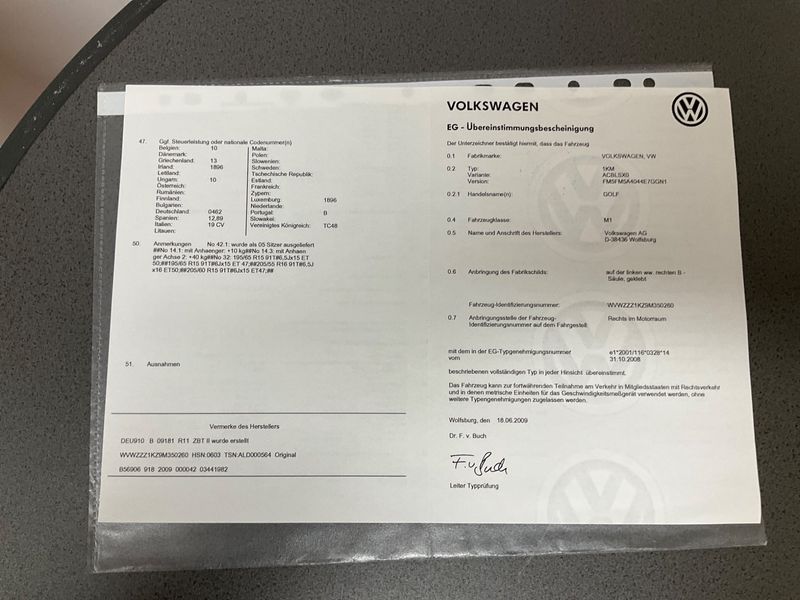 47. Ggf. Steuerleistung oder nationale Codenummer(n)
Belgien: 10 Malta:
Dänemark: Polen:
Griechenland: 13 Slowenien:
Irland: 1896 Schweden:
Lettland: Tschechische Republik:
Ungarn: 10 Estland:
Österreich: Frankreich:
Rumänien: Zypern:
Finnland: Luxemburg: 1896
Bulgarien: Niederlande:
Deutschland: 0462 Portugal: B
Spanien: 12,89 Slowakei:
Italien: 19 CV Vereinigtes Königreich: TC48
Litauen:
50. Anmerkungen No 42.1: wurde als 05 Sitzer ausgeliefert
##No 14.1: mit Anhaenger: +10 kg##No 14.3: mit Anhaen
ger Achse 2: +40 kg##No 32: 195/65 R15 91T#6,5Jx15 ET
50;##195/65 R15 91T#6Jx15 ET 47;##205/55 R16 91T#6,5J
x16 ET50;##205/60 R15 91T#6Jx15 ET47;##
51. Ausnahmen
Vermerke des Herstellers
DEU910 B 09181 R11 ZBT II wurde erstellt
WVWZZZ1KZ9M350260 HSN:0603 TSN:ALD000564 Original
B56906 918 2009 000042 03441982
VOLKSWAGEN
EG - Übereinstimmungsbescheinigung
Der Unterzeichner bestätigt hiermit, dass das Fahrzeug
0.1 Fabrikmarke: VOLKSWAGEN, VW
0.2 Typ: 1KM
Variante: ACBLSX0
Version: FM5FM5A4044E7GGN1
0.2.1 Handelsname(n): GOLF
0.4 Fahrzeugklasse: M1
0.5 Name und Anschrift des Herstellers: Volkswagen AG
D-38436 Wolfsburg
0.6 Anbringung des Fabrikschilds: auf der linken ww. rechten B -
Säule, geklebt
Fahrzeug-Identifizierungsnummer: WVWZZZ1KZ9M350260
0.7 Anbringungsstelle der Fahrzeug- Rechts im Motorraum
Identifizierungsnummer auf dem Fahrgestell:
mit dem in der EG-Typgenehmigungsnummer e1*2001/116*0328*14
vom 31.10.2008
beschriebenen vollständigen Typ in jeder Hinsicht übereinstimmt.
Das Fahrzeug kann zur fortwährenden Teilnahme am Verkehr in Mitgliedsstaaten mit Rechtsverkehr
und in denen metrische Einheiten für das Geschwindigkeitsmeßgerät verwendet werden, ohne
weitere Typengenehmigungen zugelassen werden.
Wolfsburg, den 18.06.2009
Dr. F. v. Buch
F. v. Buch
Leiter Typprüfung